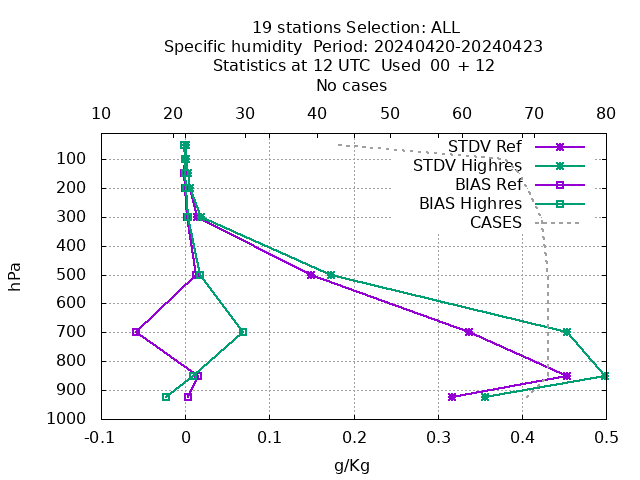 19 stations Selection: ALL
Specific humidity  Period: 20240420-20240423
Statistics at 12 UTC  Used  00 + 12
No cases
10 22 30 42 50 58 70 80
STDV Ref
STDV Highres
BIAS Ref
BIAS Highres
CASES
hPa
100
200
300
400
500
600
700
800
900
1000
-0.1 0 0.1 0.2 0.3 0.4 0.5
g/Kg